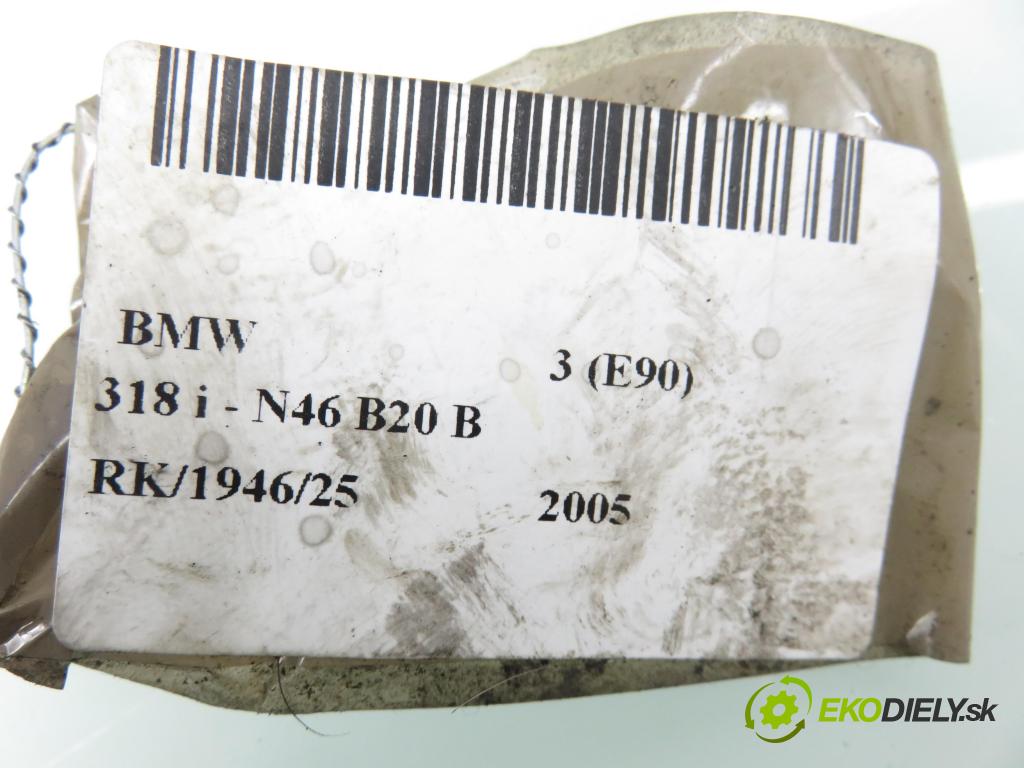 BMW 3 (E90)
318 i - N46 B20 B
RK/1946/25 2005
EKODIELY.sk